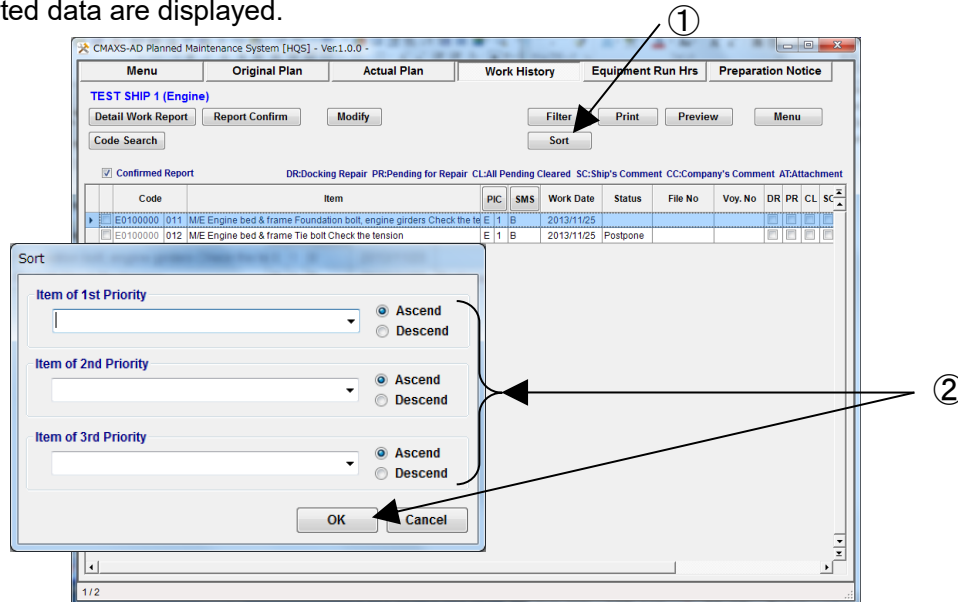 ted data are displayed.
①
CMAXS-AD Planned Maintenance System [HQS] - Ver.1.0.0 -
Menu Original Plan Actual Plan Work History Equipment Run Hrs Preparation Notice
TEST SHIP 1 (Engine)
Detail Work Report Report Confirm Modify Filter Print Preview Menu
Code Search Sort
Confirmed Report DR:Docking Repair PR:Pending for Repair CL:All Pending Cleared SC:Ship's Comment CC:Company's Comment AT:Attachment
Code Item PIC SMS Work Date Status File No Voy. No DR PR CL SC
E0100000 011 M/E Engine bed & frame Foundation bolt, engine girders Check the te E 1 B 2013/11/25
E0100000 012 M/E Engine bed & frame Tie bolt Check the tension E 1 B 2013/11/25 Postpone
Sort
Item of 1st Priority
Ascend
Descend
Item of 2nd Priority
Ascend
Descend
②
Item of 3rd Priority
Ascend
Descend
OK Cancel
1 / 2